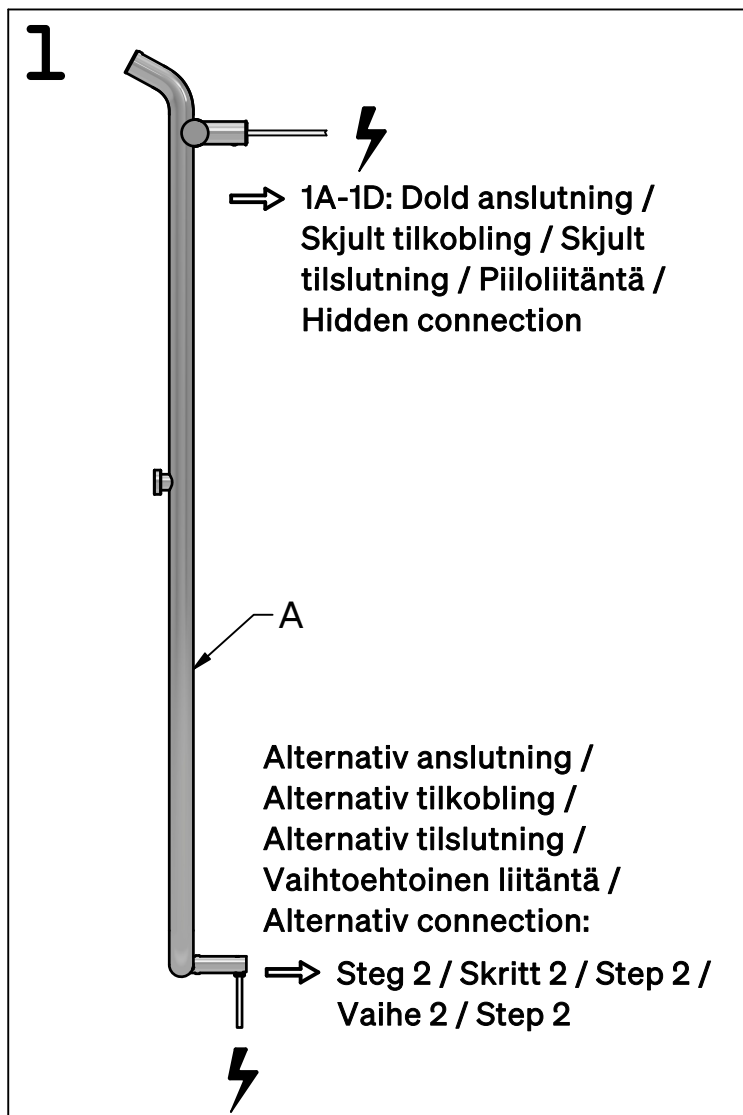 1
1A-1D: Dold anslutning /
Skjult tilkobling / Skjult
tilslutning / Piiloliitäntä /
Hidden connection
A
Alternativ anslutning /
Alternativ tilkobling /
Alternativ tilslutning /
Vaihtoehtoinen liitäntä /
Alternativ connection:
Steg 2 / Skritt 2 / Step 2 /
Vaihe 2 / Step 2